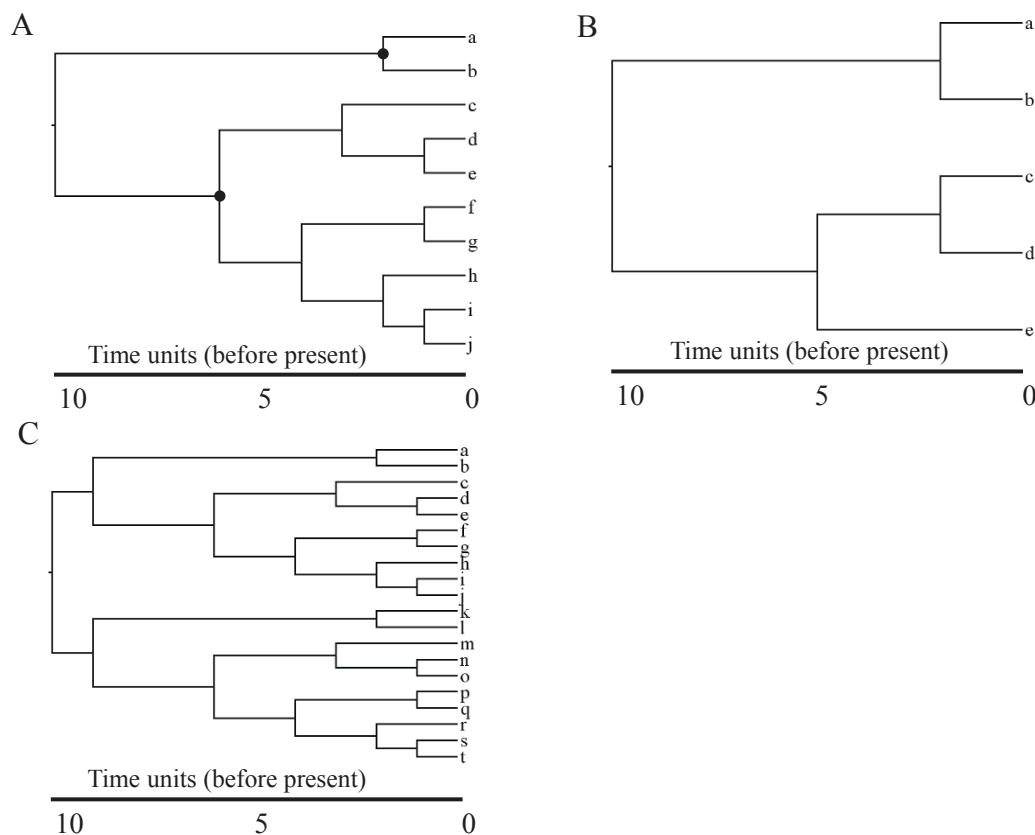 A
a
b
c
d
e
f
g
h
i
j
Time units (before present)
10 5 0
B
a
b
c
d
e
Time units (before present)
10 5 0
C
a
b
c
d
e
f
g
h
i
j
k
l
m
n
o
p
q
r
s
t
Time units (before present)
10 5 0